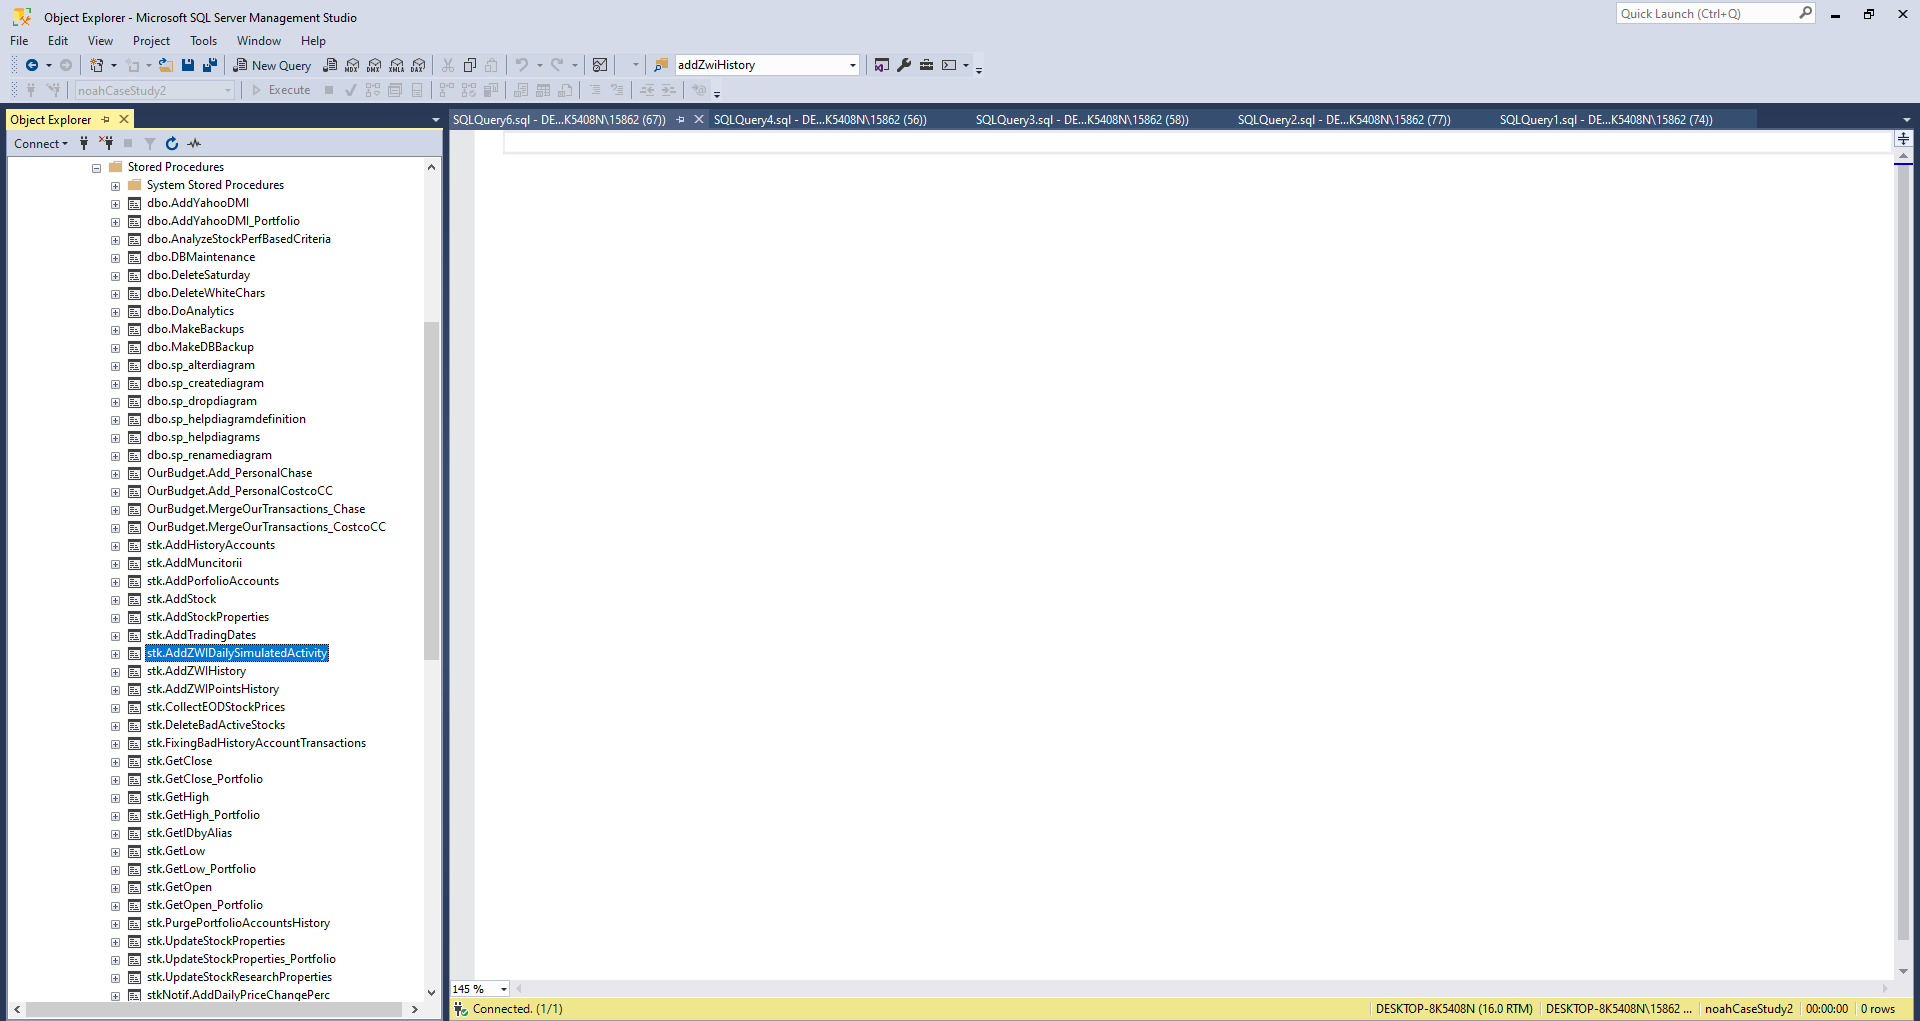 Object Explorer - Microsoft SQL Server Management Studio
Quick Launch (Ctrl+Q)
File Edit View Project Tools Window Help
New Query
MDX DMX XMLA DAX
addZwiHistory
noahCaseStudy2
Execute
Object Explorer
SQLQuery6.sql - DE...K5408N\15862 (67))
SQLQuery4.sql - DE...K5408N\15862 (56))
SQLQuery3.sql - DE...K5408N\15862 (58))
SQLQuery2.sql - DE...K5408N\15862 (77))
SQLQuery1.sql - DE...K5408N\15862 (74))
Connect
Stored Procedures
System Stored Procedures
dbo.AddYahooDMI
dbo.AddYahooDMI_Portfolio
dbo.AnalyzeStockPerfBasedCriteria
dbo.DBMaintenance
dbo.DeleteSaturday
dbo.DeleteWhiteChars
dbo.DoAnalytics
dbo.MakeBackups
dbo.MakeDBBackup
dbo.sp_alterdiagram
dbo.sp_creatediagram
dbo.sp_dropdiagram
dbo.sp_helpdiagramdefinition
dbo.sp_helpdiagrams
dbo.sp_renamediagram
OurBudget.Add_PersonalChase
OurBudget.Add_PersonalCostcoCC
OurBudget.MergeOurTransactions_Chase
OurBudget.MergeOurTransactions_CostcoCC
stk.AddHistoryAccounts
stk.AddMuncitorii
stk.AddPorfolioAccounts
stk.AddStock
stk.AddStockProperties
stk.AddTradingDates
stk.AddZWIDailySimulatedActivity
stk.AddZWIHistory
stk.AddZWIPointsHistory
stk.CollectEODStockPrices
stk.DeleteBadActiveStocks
stk.FixingBadHistoryAccountTransactions
stk.GetClose
stk.GetClose_Portfolio
stk.GetHigh
stk.GetHigh_Portfolio
stk.GetIDbyAlias
stk.GetLow
stk.GetLow_Portfolio
stk.GetOpen
stk.GetOpen_Portfolio
stk.PurgePortfolioAccountsHistory
stk.UpdateStockProperties
stk.UpdateStockProperties_Portfolio
stk.UpdateStockResearchProperties
stkNotif.AddDailyPriceChangePerc
145 %
Connected. (1/1)
DESKTOP-8K5408N (16.0 RTM)
DESKTOP-8K5408N\15862 ...
noahCaseStudy2
00:00:00
0 rows